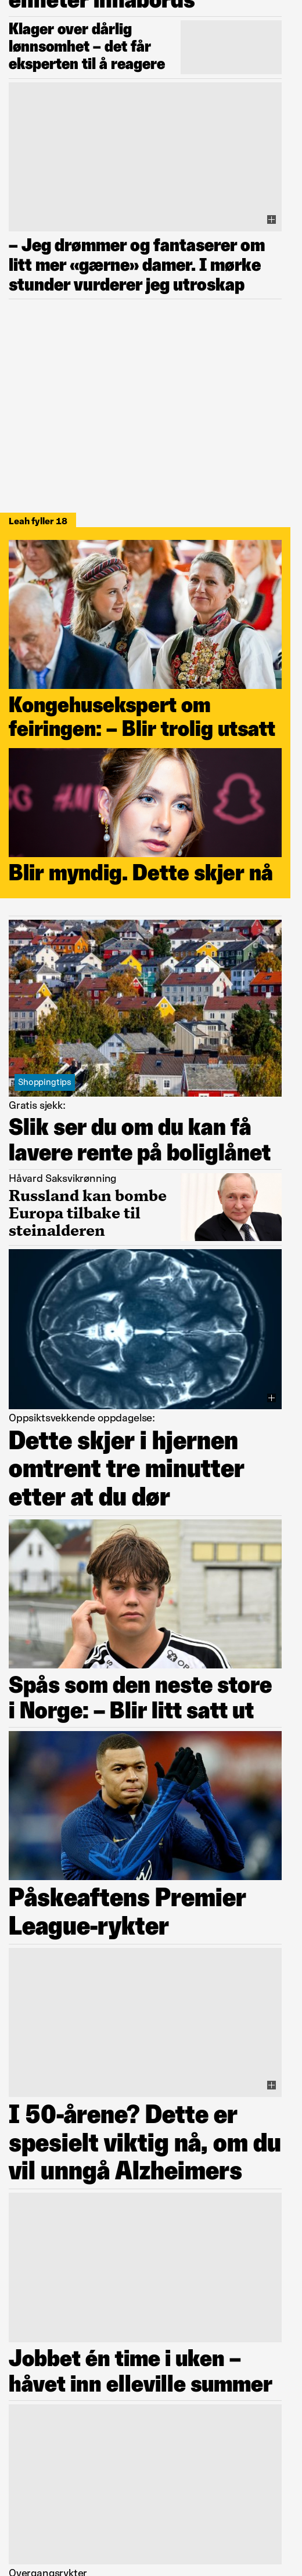 enheter innabords
Klager over dårlig
lønnsomhet – det får
eksperten til å reagere
– Jeg drømmer og fantaserer om
litt mer «gærne» damer. I mørke
stunder vurderer jeg utroskap
Leah fyller 18
H&M
Kongehusekspert om
feiringen: – Blir trolig utsatt
Blir myndig. Dette skjer nå
Shoppingtips
Gratis sjekk:
Slik ser du om du kan få
lavere rente på boliglånet
Håvard Saksvikrønning
Russland kan bombe
Europa tilbake til
steinalderen
Oppsiktsvekkende oppdagelse:
Dette skjer i hjernen
omtrent tre minutter
etter at du dør
Spås som den neste store
i Norge: – Blir litt satt ut
Påskeaftens Premier
League-rykter
I 50-årene? Dette er
spesielt viktig nå, om du
vil unngå Alzheimers
Jobbet én time i uken –
håvet inn elleville summer
Overgangsrykter